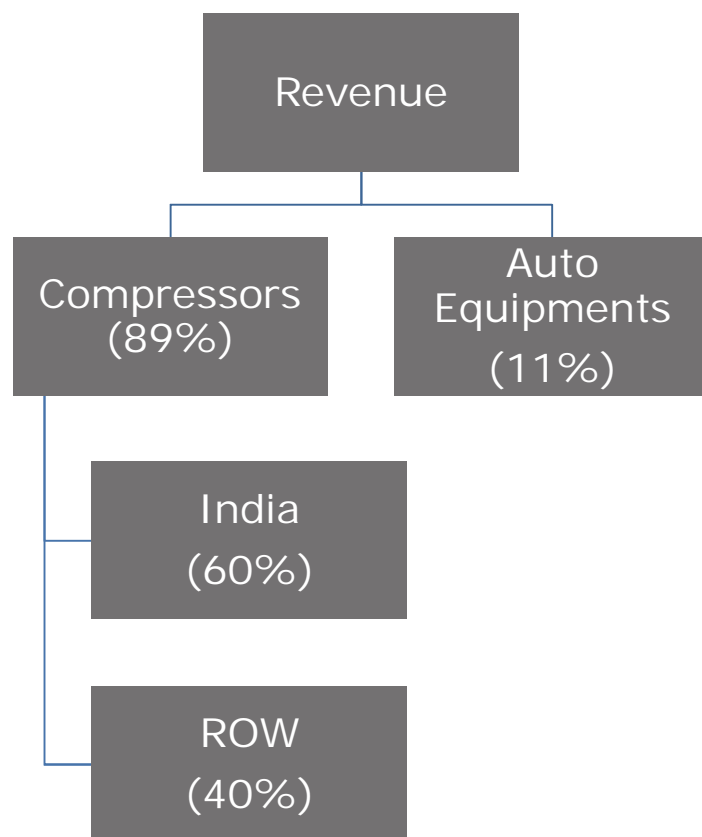 Revenue
Compressors
(89%)
Auto
Equipments
(11%)
India
(60%)
ROW
(40%)